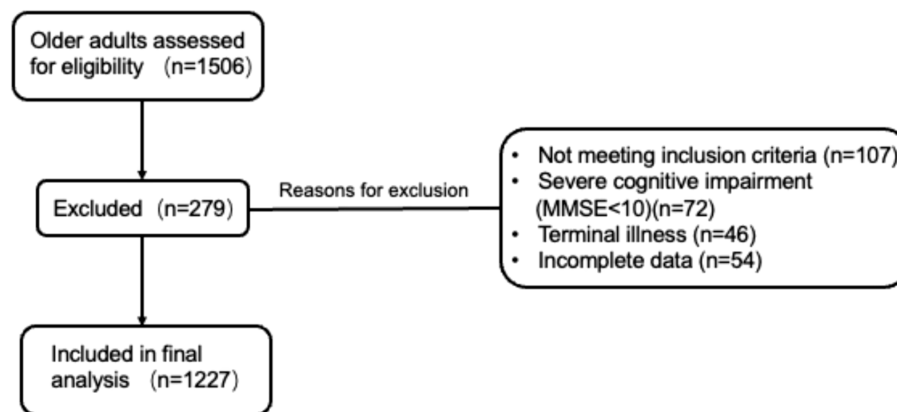 Older adults assessed
for eligibility （n=1506）
Excluded （n=279）
Reasons for exclusion
• Not meeting inclusion criteria (n=107)
• Severe cognitive impairment
(MMSE<10)(n=72)
• Terminal illness (n=46)
• Incomplete data (n=54)
Included in final
analysis （n=1227）